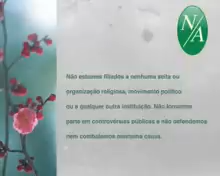 N/A
Não estamos filiados a nenhuma seita ou
organização religiosa, movimento político
ou a qualquer outra instituição. Não tomamos
parte em controvérsias públicas e não defendemos
nem combatemos nenhuma causa.